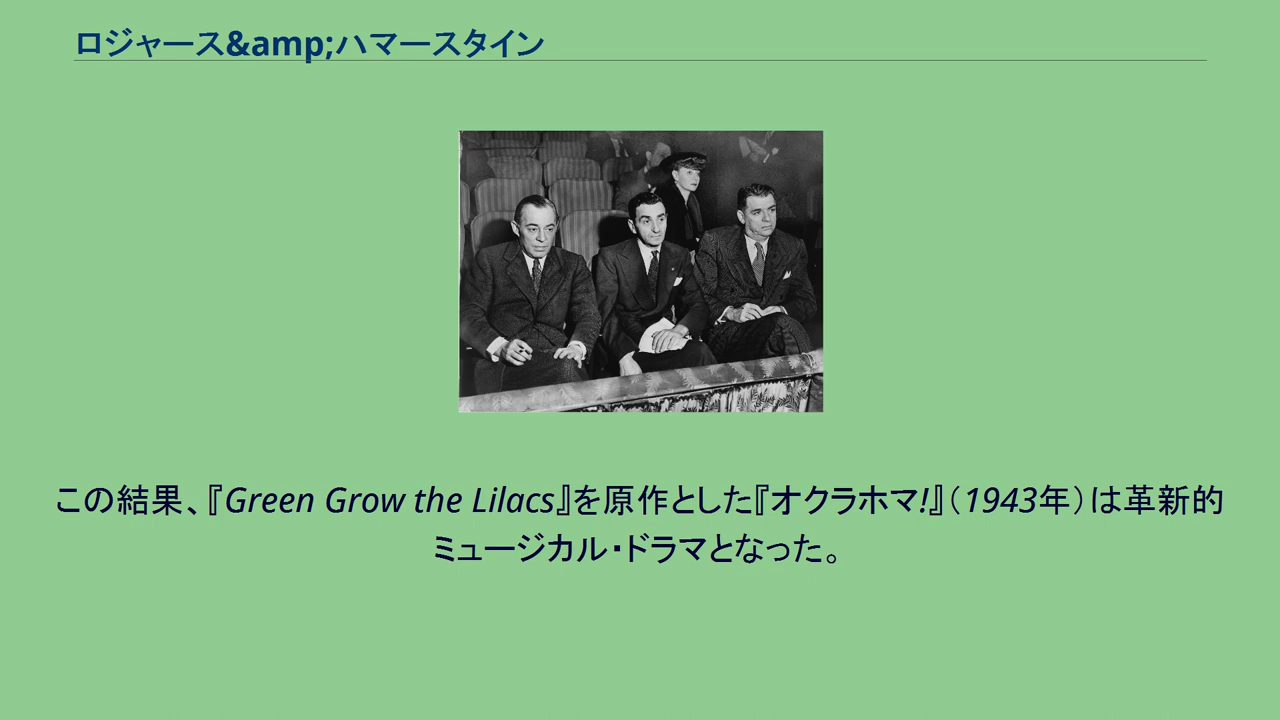 ロジャース&amp;ハマースタイン
この結果、『Green Grow the Lilacs』を原作とした『オクラホマ!』（1943年）は革新的
ミュージカル・ドラマとなった。